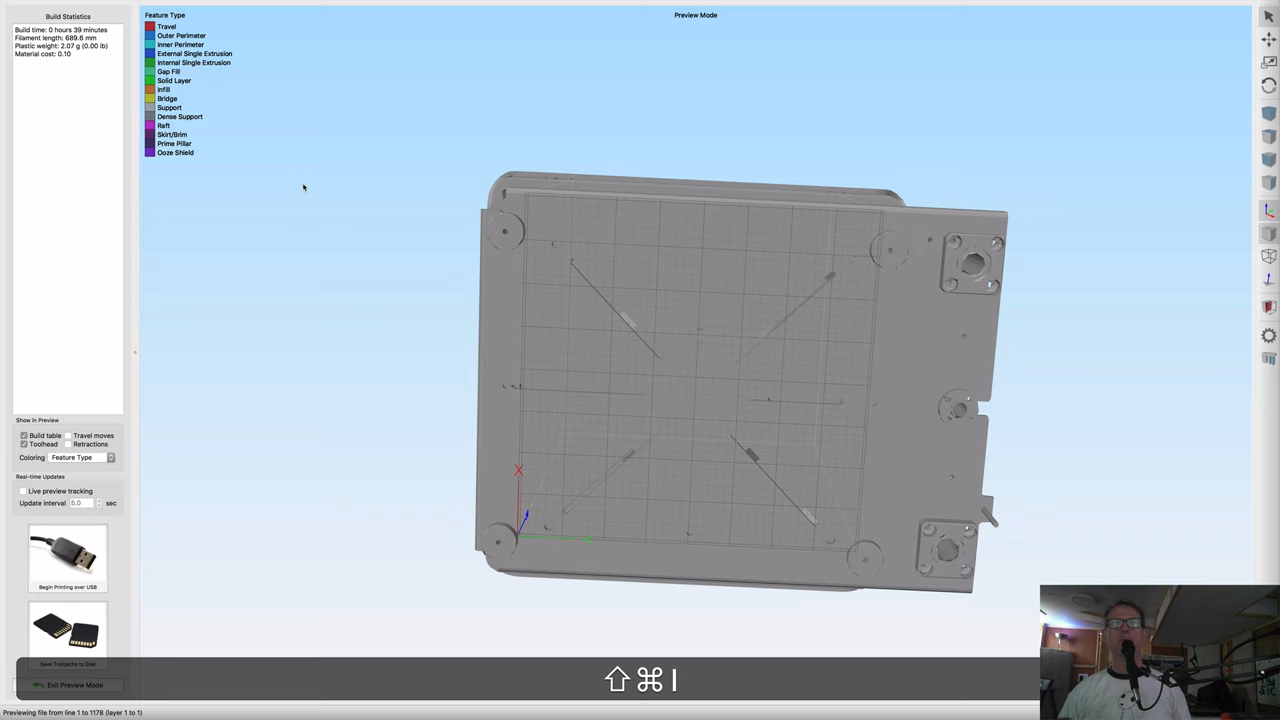 Build Statistics
Build time: 0 hours 39 minutes
Filament length: 689.6 mm
Plastic weight: 2.07 g (0.00 lb)
Material cost: 0.10
Feature Type
Travel
Outer Perimeter
Inner Perimeter
External Single Extrusion
Internal Single Extrusion
Gap Fill
Solid Layer
Infill
Bridge
Support
Dense Support
Raft
Skirt/Brim
Prime Pillar
Ooze Shield
Preview Mode
X
Show in Preview
Build table Travel moves
Toolhead Retractions
Coloring Feature Type
Real-time Updates
Live preview tracking
Update interval 5.0 sec
Begin Printing over USB
Save Toolpaths to Disk
Exit Preview Mode
⇧⌘I
Previewing file from line 1 to 1178 (layer 1 to 1)